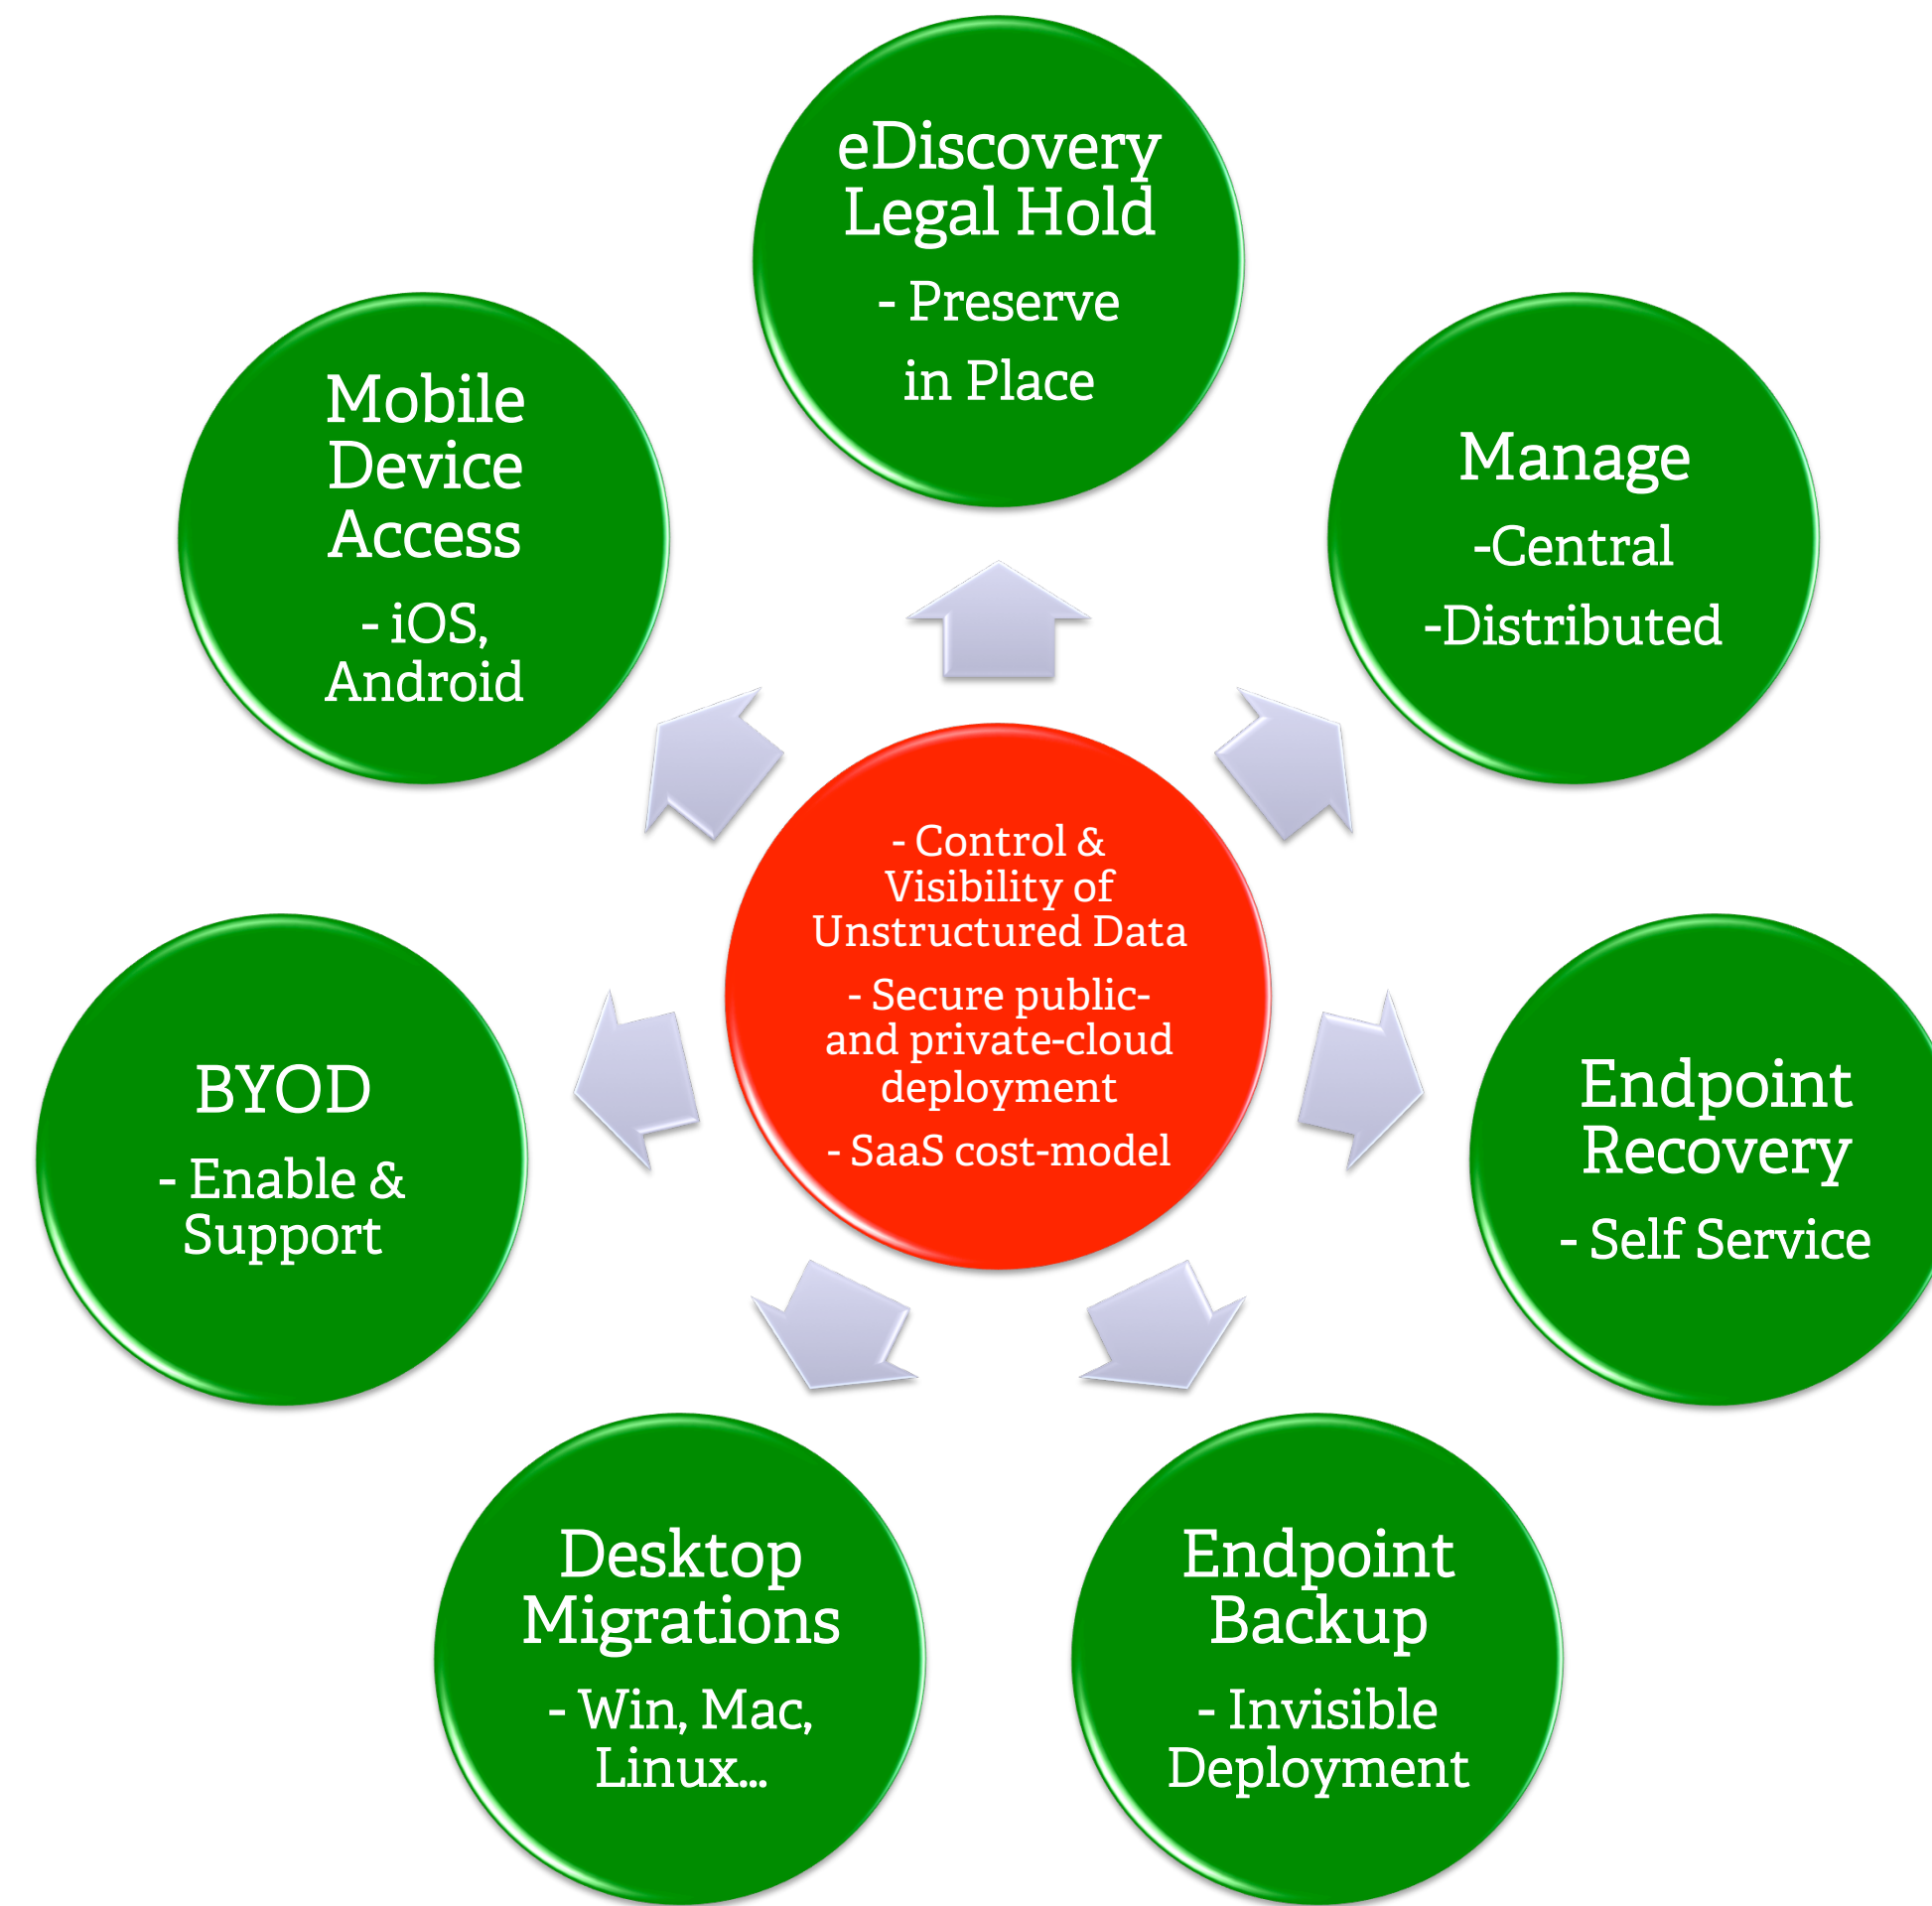 eDiscovery
Legal Hold
- Preserve
in Place
Manage
-Central
-Distributed
Endpoint
Recovery
- Self Service
Endpoint
Backup
- Invisible
Deployment
Desktop
Migrations
- Win, Mac,
Linux...
BYOD
- Enable &
Support
Mobile
Device
Access
- iOS,
Android
- Control &
Visibility of
Unstructured Data
- Secure public-
and private-cloud
deployment
- SaaS cost-model